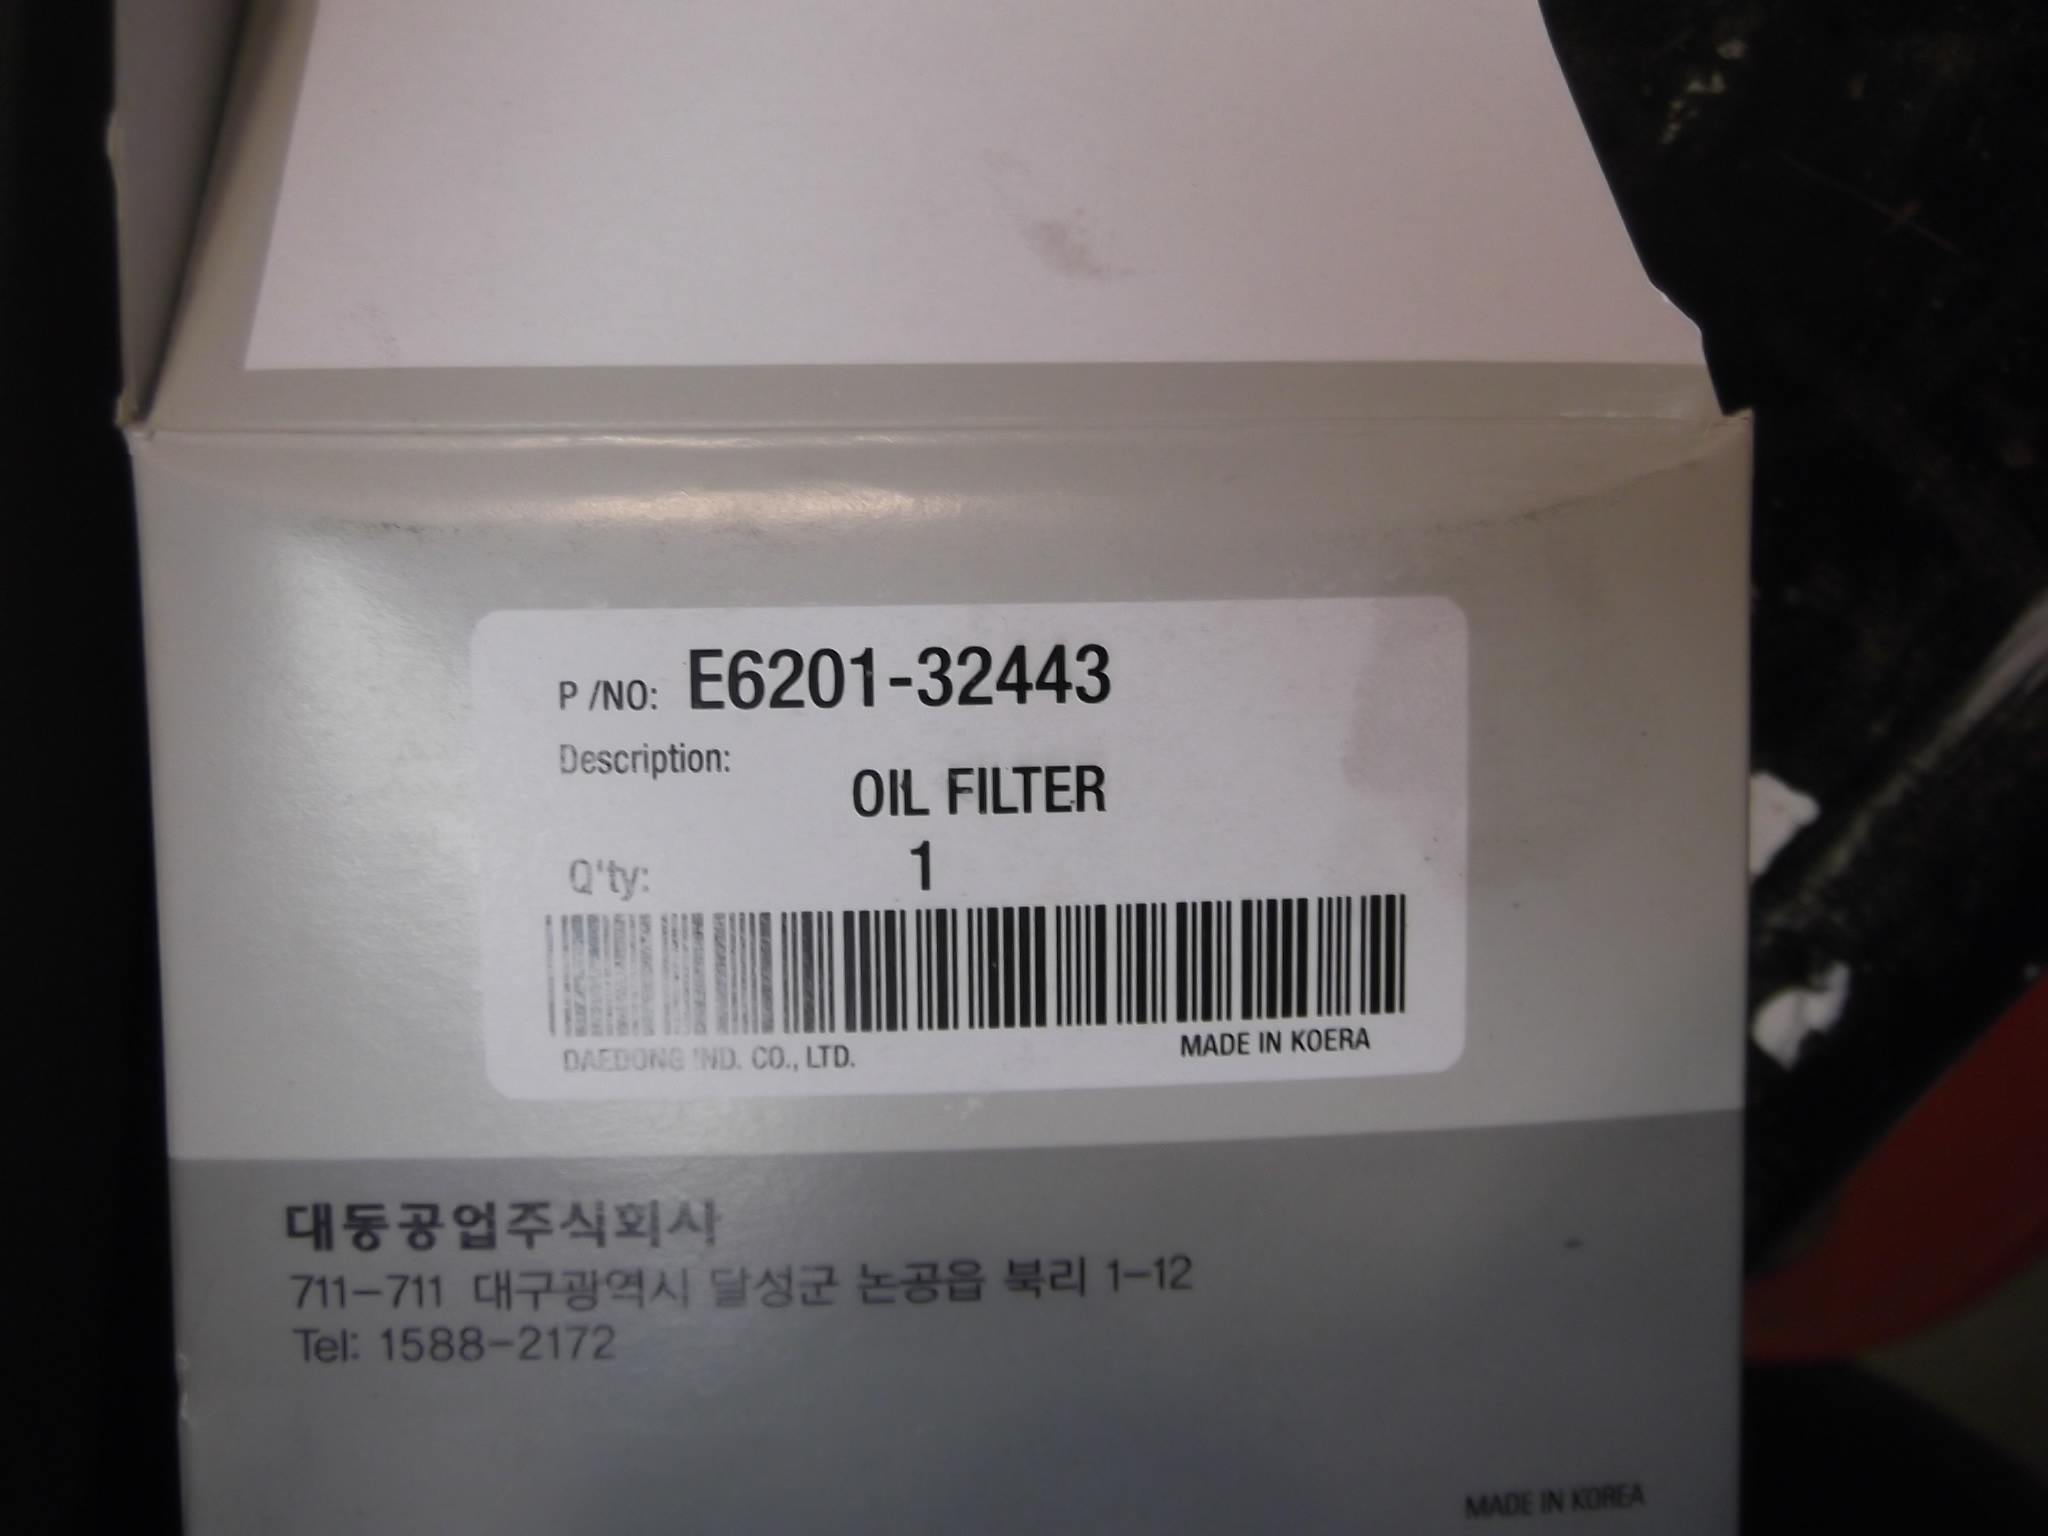 P /NO: E6201-32443
Description:
OIL FILTER
Q'ty: 1
DAEDONG IND. CO., LTD.
MADE IN KOERA
대동공업주식회사
711-711 대구광역시 달성군 논공읍 북리 1-12
Tel: 1588-2172
MADE IN KOREA